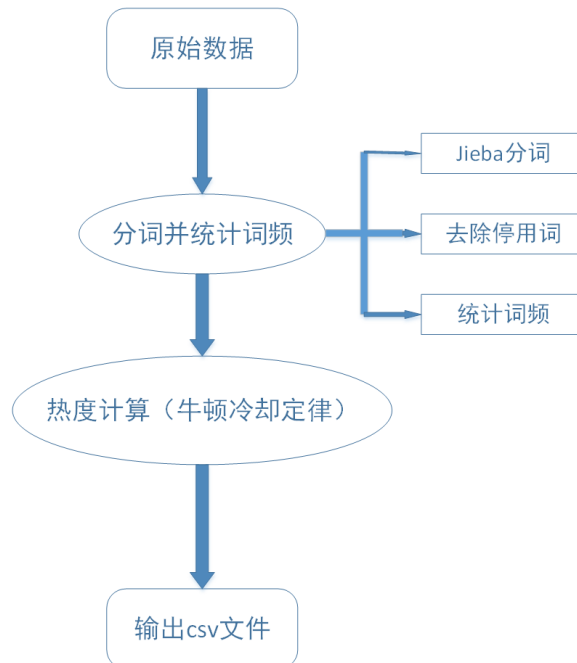 原始数据
Jieba分词
分词并统计词频
去除停用词
统计词频
热度计算（牛顿冷却定律）
输出csv文件